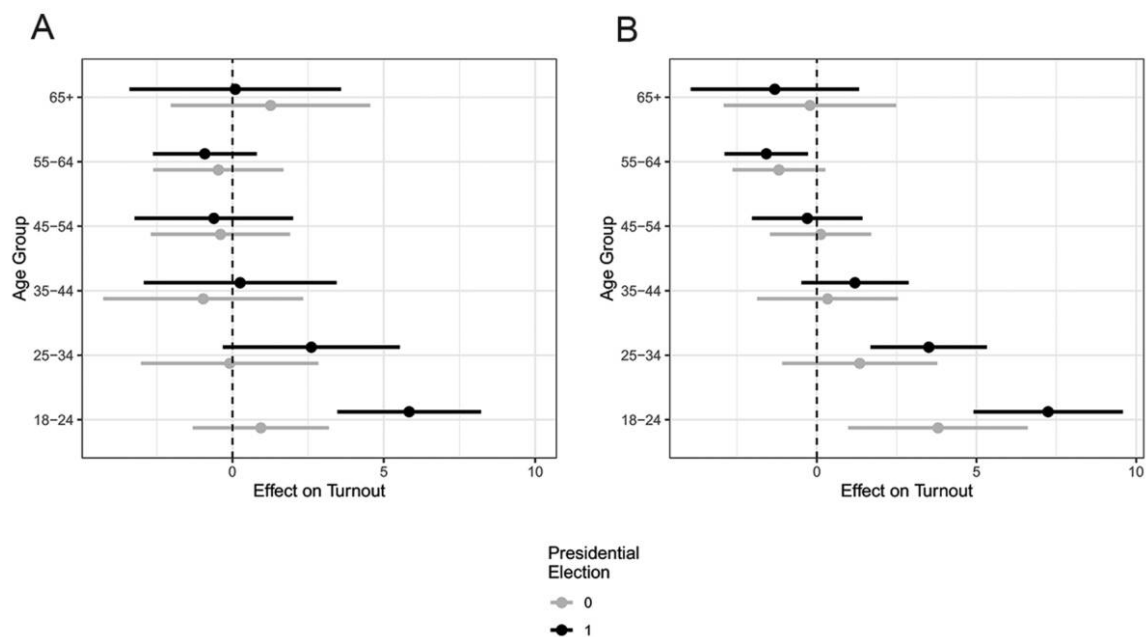 A
65+
55−64
45−54
35−44
25−34
18−24
Age Group
0
5
10
Effect on Turnout
B
65+
55−64
45−54
35−44
25−34
18−24
Age Group
0
5
10
Effect on Turnout
Presidential
Election
0
1